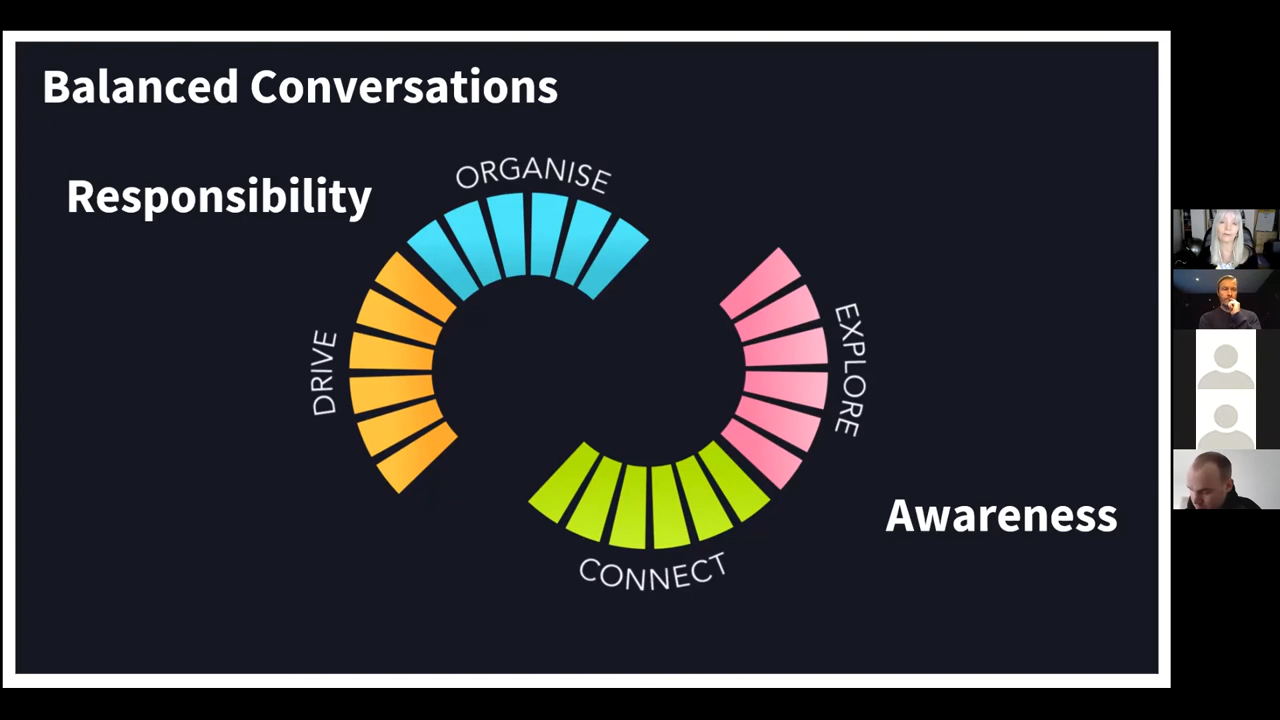 Balanced Conversations
Responsibility
ORGANISE
DRIVE
EXPLORE
Awareness
CONNECT